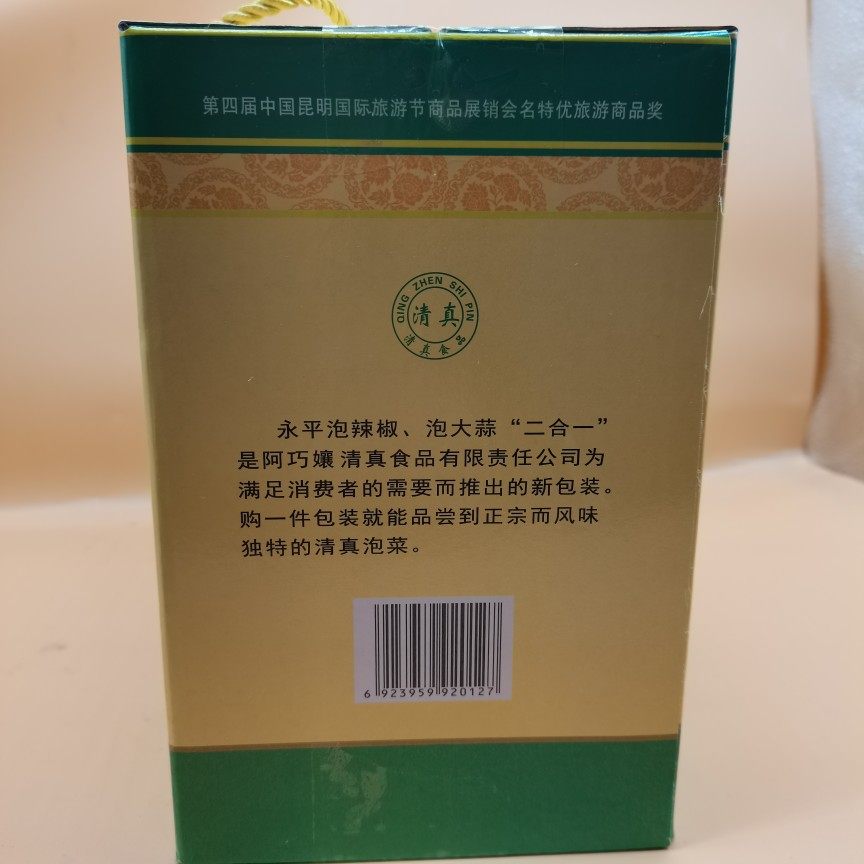 第四届中国昆明国际旅游节商品展销会名特优旅游商品奖
QING ZHEN SHI PIN
清真
清真食品
永平泡辣椒、泡大蒜“二合一”
是阿巧孃清真食品有限责任公司为
满足消费者的需要而推出的新包装。
购一件包装就能品尝到正宗而风味
独特的清真泡菜。
6 923959 920127